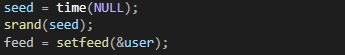 seed = time(NULL);
srand(seed);
feed = setfeed(&user);